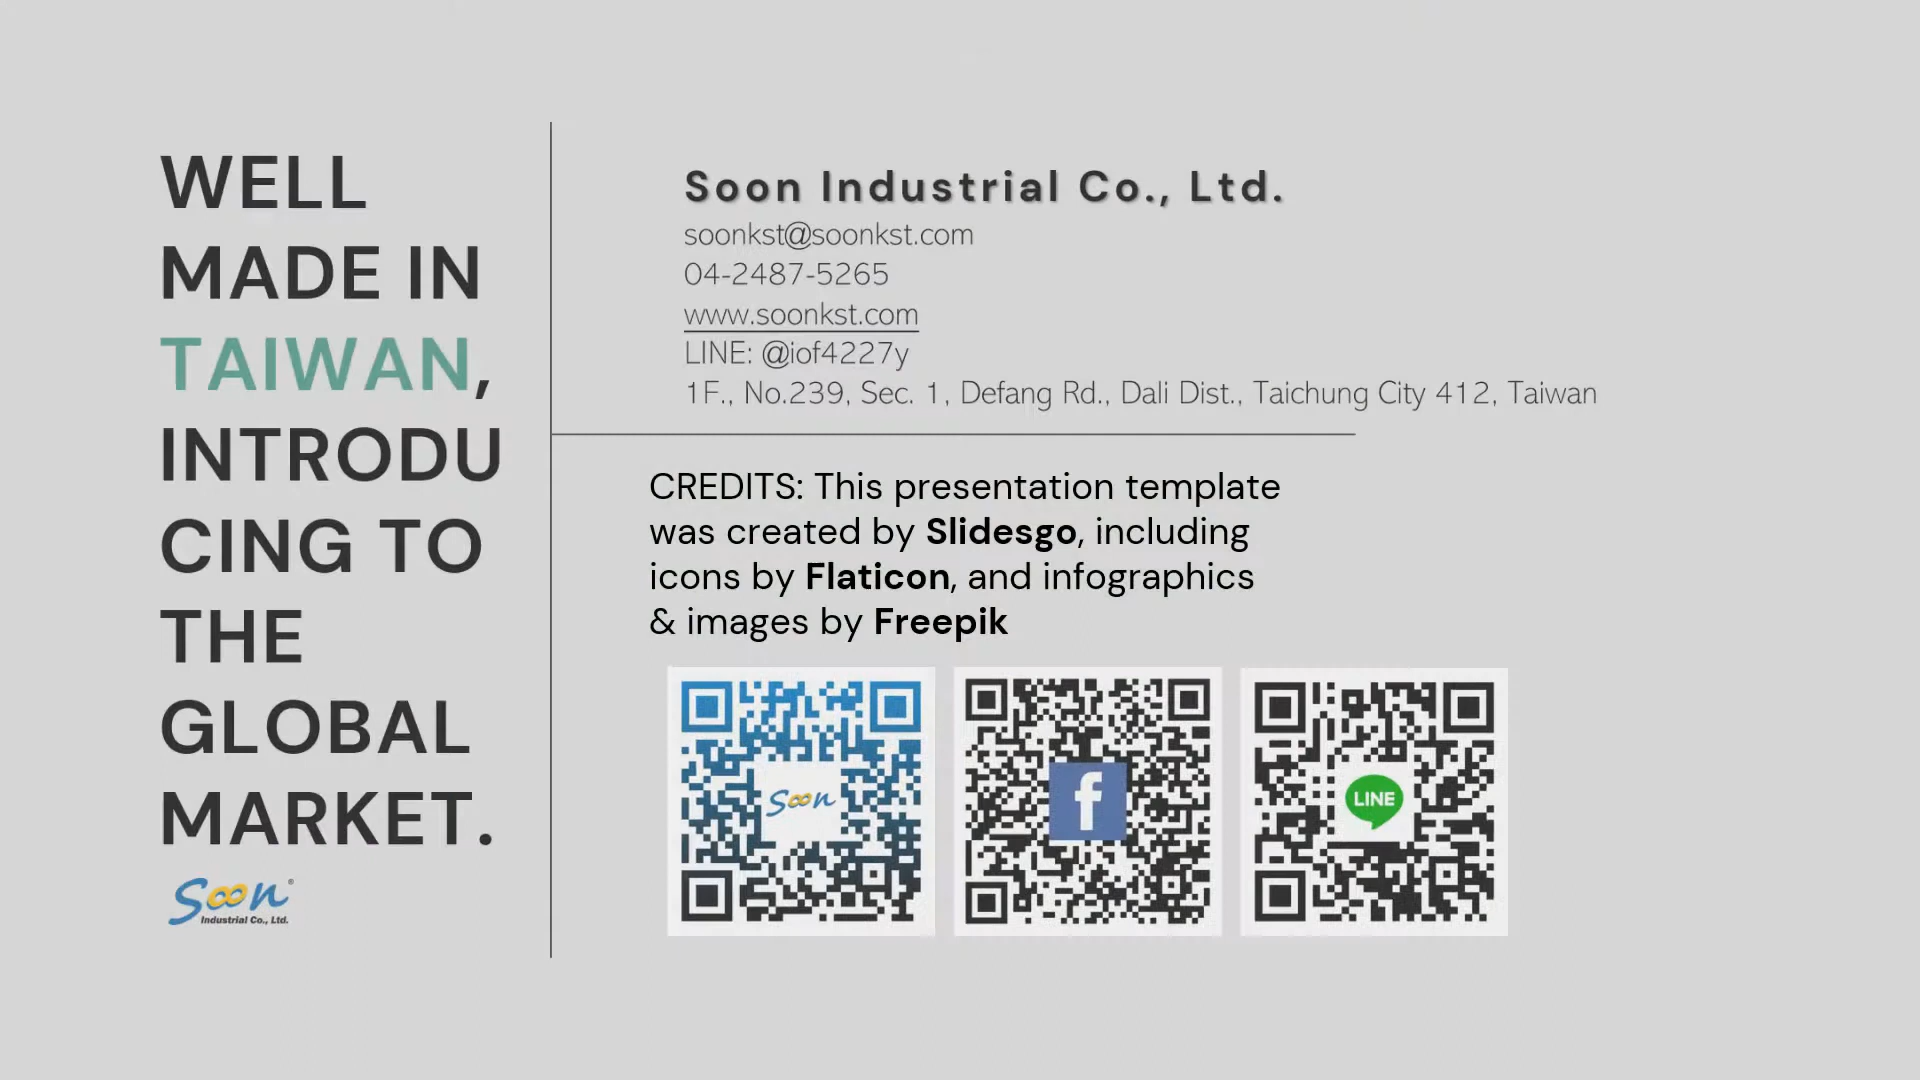 WELL
MADE IN
TAIWAN,
INTRODU
CING TO
THE
GLOBAL
MARKET.
Soon®
Industrial Co., Ltd.
Soon Industrial Co., Ltd.
soonkst@soonkst.com
04-2487-5265
www.soonkst.com
LINE: @iof4227y
1F., No.239, Sec. 1, Defang Rd., Dali Dist., Taichung City 412, Taiwan
CREDITS: This presentation template
was created by Slidesgo, including
icons by Flaticon, and infographics
& images by Freepik
Soon
f
LINE